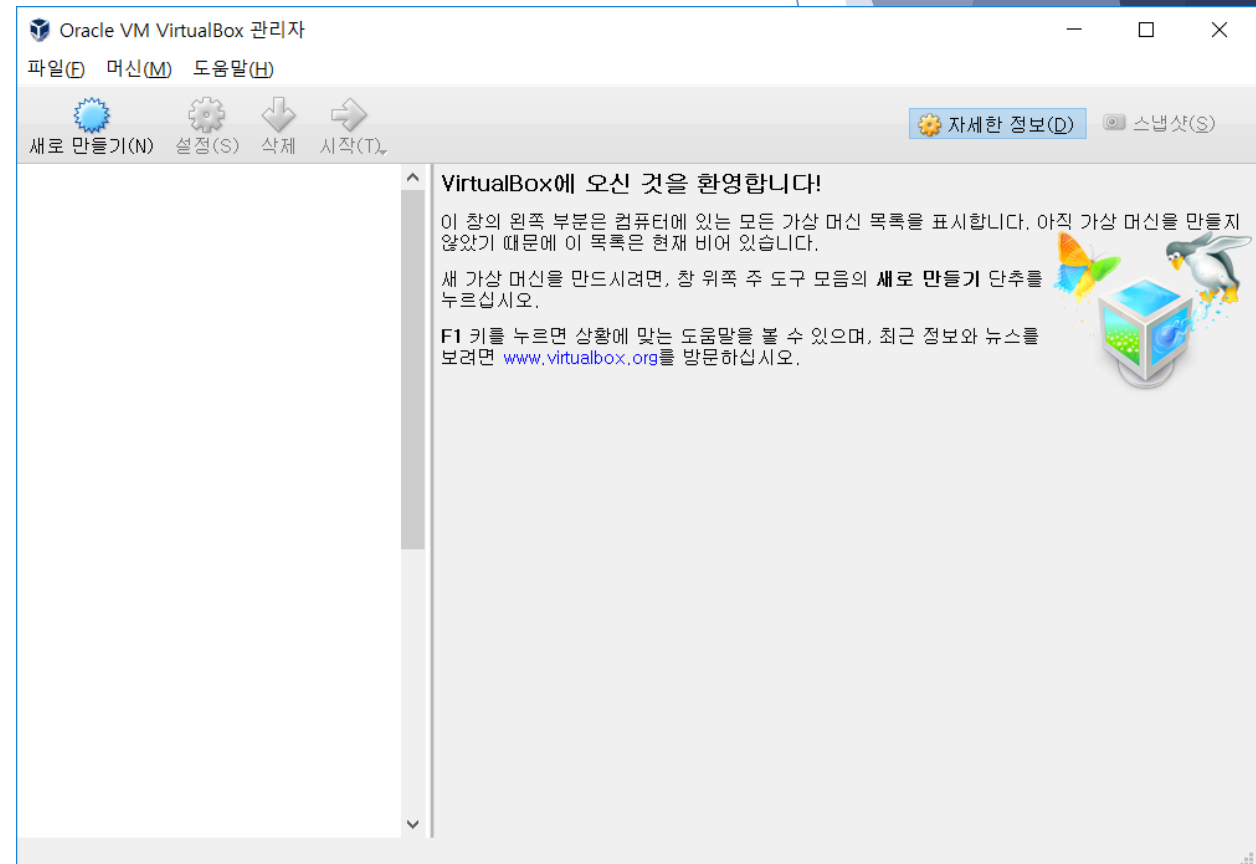 Oracle VM VirtualBox 관리자
파일(F) 머신(M) 도움말(H)
새로 만들기(N) 설정(S) 삭제 시작(T)
자세한 정보(D) 스냅샷(S)
VirtualBox에 오신 것을 환영합니다!
이 창의 왼쪽 부분은 컴퓨터에 있는 모든 가상 머신 목록을 표시합니다. 아직 가상 머신을 만들지
않았기 때문에 이 목록은 현재 비어 있습니다.
새 가상 머신을 만드시려면, 창 위쪽 주 도구 모음의 새로 만들기 단추를
누르십시오.
F1 키를 누르면 상황에 맞는 도움말을 볼 수 있으며, 최근 정보와 뉴스를
보려면 www.virtualbox.org를 방문하십시오.